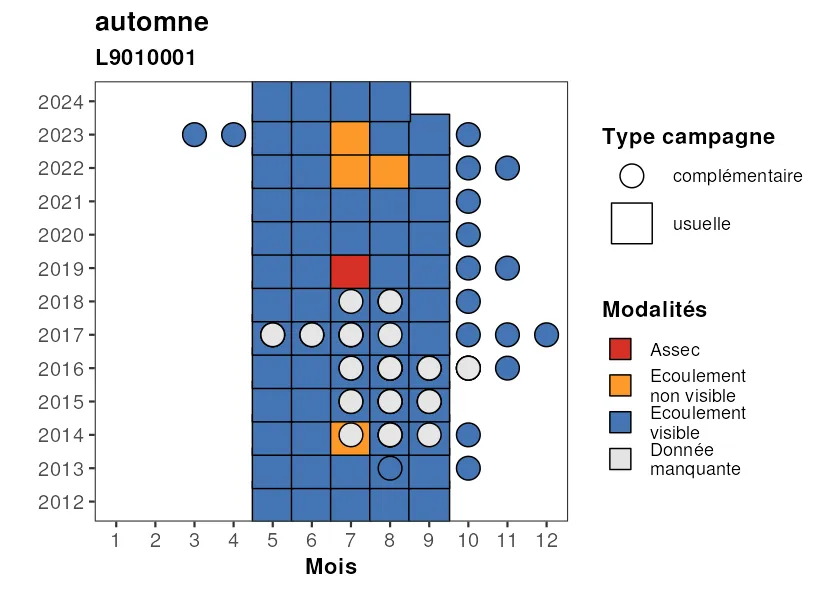 automne
L9010001
2024
2023
2022
2021
2020
2019
2018
2017
2016
2015
2014
2013
2012
1 2 3 4 5 6 7 8 9 10 11 12
Mois
Type campagne
complémentaire
usuelle
Modalités
Assec
Ecoulement
non visible
Ecoulement
visible
Donnée
manquante